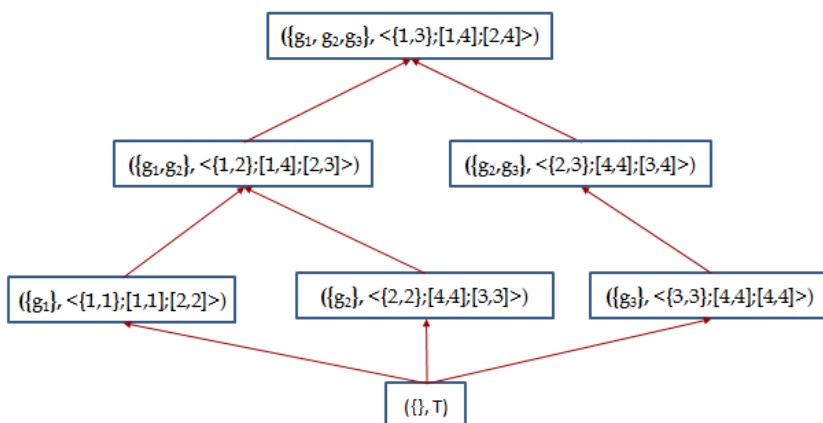 ({g₁, g₂,g₃}, <{1,3};[1,4];[2,4]>)
({g₁,g₂}, <{1,2};[1,4];[2,3]>)
({g₂,g₃}, <{2,3};[4,4];[3,4]>)
({g₁}, <{1,1};[1,1];[2,2]>)
({g₂}, <{2,2};[4,4];[3,3]>)
({g₃}, <{3,3};[4,4];[4,4]>)
({}, T)